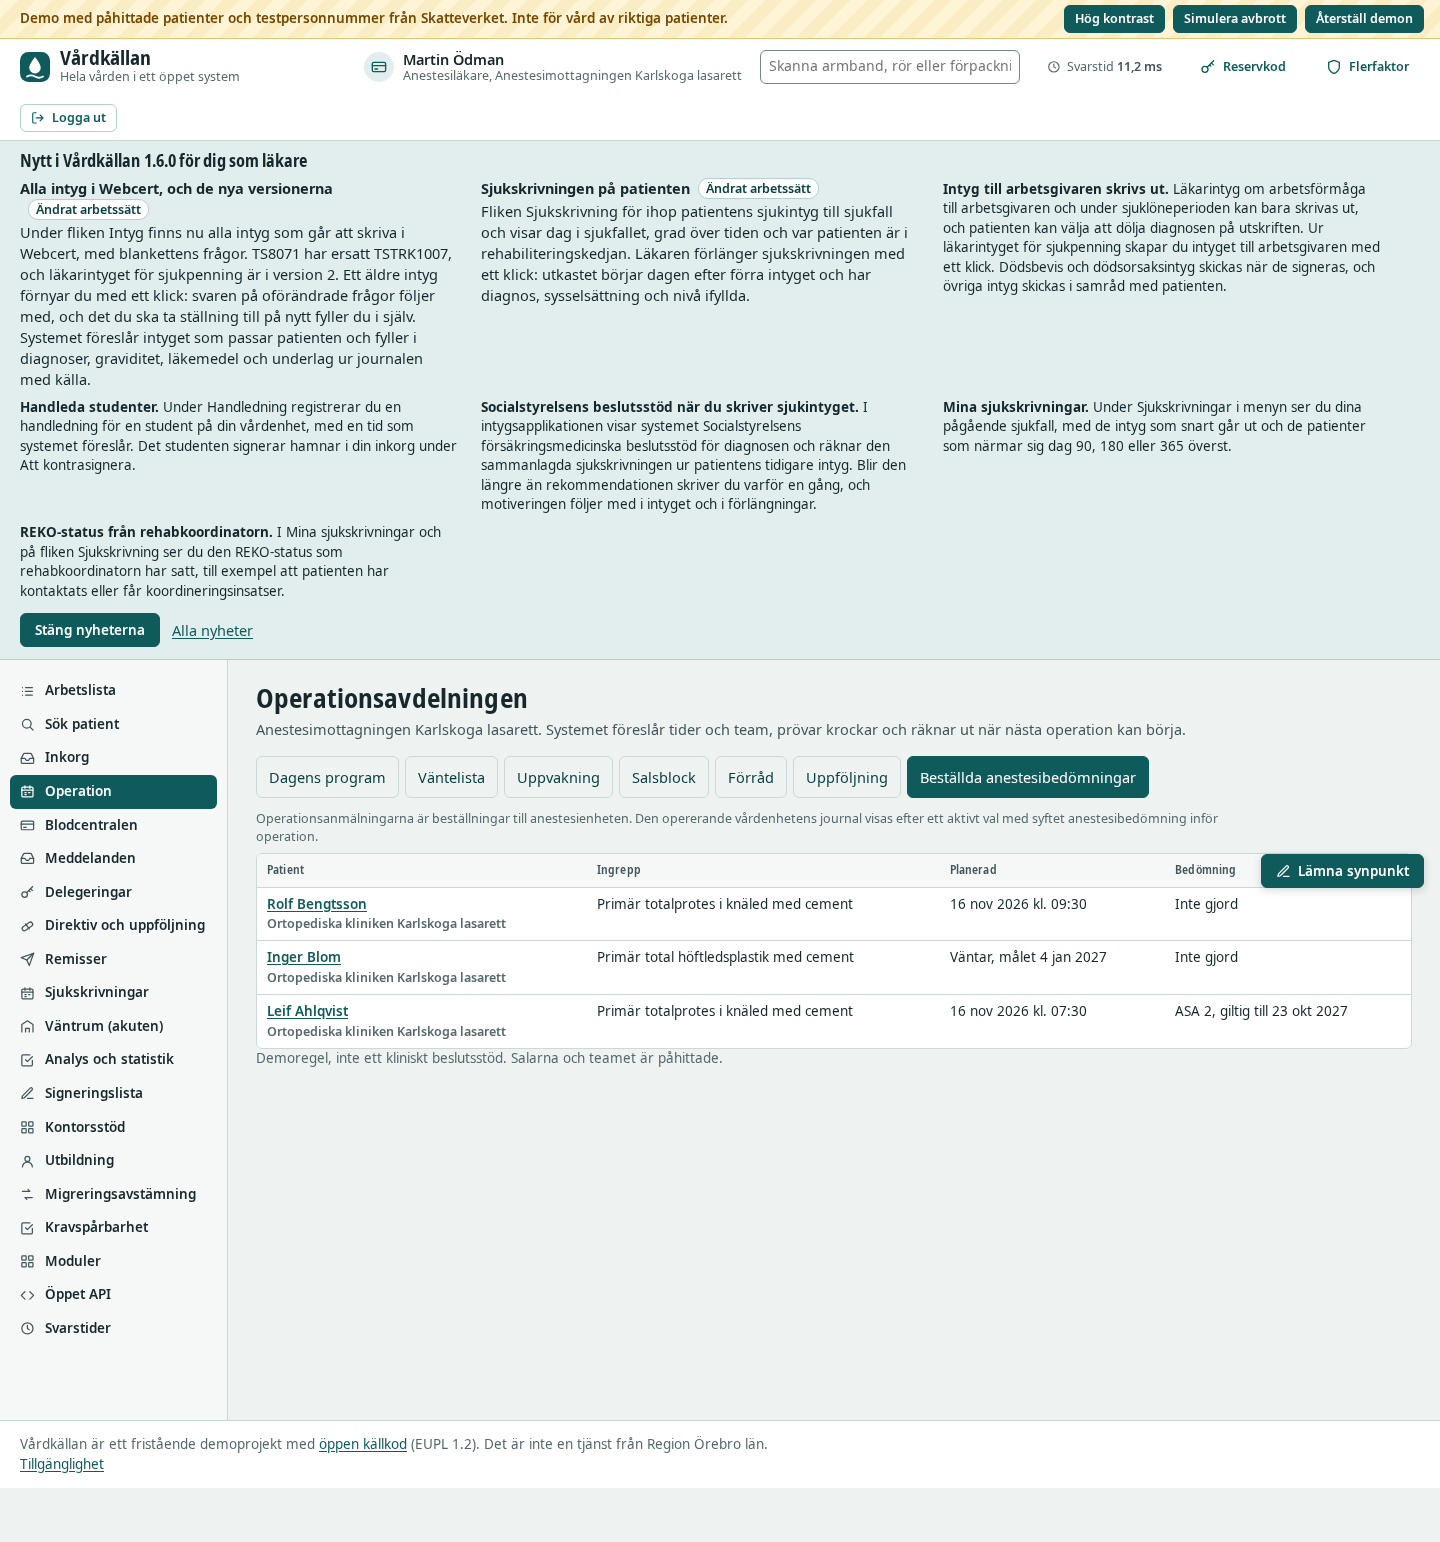 Demo med påhittade patienter och testpersonnummer från Skatteverket. Inte för vård av riktiga patienter.
Hög kontrast
Simulera avbrott
Återställ demon
Vårdkällan
Hela vården i ett öppet system
Martin Ödman
Anestesiläkare, Anestesimottagningen Karlskoga lasarett
Skanna armband, rör eller förpackni
Svarstid 11,2 ms
Reservkod
Flerfaktor
Logga ut
Nytt i Vårdkällan 1.6.0 för dig som läkare
Alla intyg i Webcert, och de nya versionerna
Ändrat arbetssätt
Under fliken Intyg finns nu alla intyg som går att skriva i
Webcert, med blankettens frågor. TS8071 har ersatt TSTRK1007,
och läkarintyget för sjukpenning är i version 2. Ett äldre intyg
förnyar du med ett klick: svaren på oförändrade frågor följer
med, och det du ska ta ställning till på nytt fyller du i själv.
Systemet föreslår intyget som passar patienten och fyller i
diagnoser, graviditet, läkemedel och underlag ur journalen
med källa.
Sjukskrivningen på patienten Ändrat arbetssätt
Fliken Sjukskrivning för ihop patientens sjukintyg till sjukfall
och visar dag i sjukfallet, grad över tiden och var patienten är i
rehabiliteringskedjan. Läkaren förlänger sjukskrivningen med
ett klick: utkastet börjar dagen efter förra intyget och har
diagnos, sysselsättning och nivå ifyllda.
Intyg till arbetsgivaren skrivs ut. Läkarintyg om arbetsförmåga
till arbetsgivaren och under sjuklöneperioden kan bara skrivas ut,
och patienten kan välja att dölja diagnosen på utskriften. Ur
läkarintyget för sjukpenning skapar du intyget till arbetsgivaren med
ett klick. Dödsbevis och dödsorsaksintyg skickas när de signeras, och
övriga intyg skickas i samråd med patienten.
Handleda studenter. Under Handledning registrerar du en
handledning för en student på din vårdenhet, med en tid som
systemet föreslår. Det studenten signerar hamnar i din inkorg under
Att kontrasignera.
Socialstyrelsens beslutsstöd när du skriver sjukintyget. I
intygsapplikationen visar systemet Socialstyrelsens
försäkringsmedicinska beslutsstöd för diagnosen och räknar den
sammanlagda sjukskrivningen ur patientens tidigare intyg. Blir den
längre än rekommendationen skriver du varför en gång, och
motiveringen följer med i intyget och i förlängningar.
Mina sjukskrivningar. Under Sjukskrivningar i menyn ser du dina
pågående sjukfall, med de intyg som snart går ut och de patienter
som närmar sig dag 90, 180 eller 365 överst.
REKO-status från rehabkoordinatorn. I Mina sjukskrivningar och
på fliken Sjukskrivning ser du den REKO-status som
rehabkoordinatorn har satt, till exempel att patienten har
kontaktats eller får koordineringsinsatser.
Stäng nyheterna
Alla nyheter
Arbetslista
Sök patient
Inkorg
Operation
Blodcentralen
Meddelanden
Delegeringar
Direktiv och uppföljning
Remisser
Sjukskrivningar
Väntrum (akuten)
Analys och statistik
Signeringslista
Kontorsstöd
Utbildning
Migreringsavstämning
Kravspårbarhet
Moduler
Öppet API
Svarstider
Operationsavdelningen
Anestesimottagningen Karlskoga lasarett. Systemet föreslår tider och team, prövar krockar och räknar ut när nästa operation kan börja.
Dagens program
Väntelista
Uppvakning
Salsblock
Förråd
Uppföljning
Beställda anestesibedömningar
Operationsanmälningarna är beställningar till anestesienheten. Den opererande vårdenhetens journal visas efter ett aktivt val med syftet anestesibedömning inför
operation.
Patient Ingrepp Planerad Bedömning
Lämna synpunkt
Rolf Bengtsson Primär totalprotes i knäled med cement 16 nov 2026 kl. 09:30 Inte gjord
Ortopediska kliniken Karlskoga lasarett
Inger Blom Primär total höftledsplastik med cement Väntar, målet 4 jan 2027 Inte gjord
Ortopediska kliniken Karlskoga lasarett
Leif Ahlqvist Primär totalprotes i knäled med cement 16 nov 2026 kl. 07:30 ASA 2, giltig till 23 okt 2027
Ortopediska kliniken Karlskoga lasarett
Demoregel, inte ett kliniskt beslutsstöd. Salarna och teamet är påhittade.
Vårdkällan är ett fristående demoprojekt med öppen källkod (EUPL 1.2). Det är inte en tjänst från Region Örebro län.
Tillgänglighet